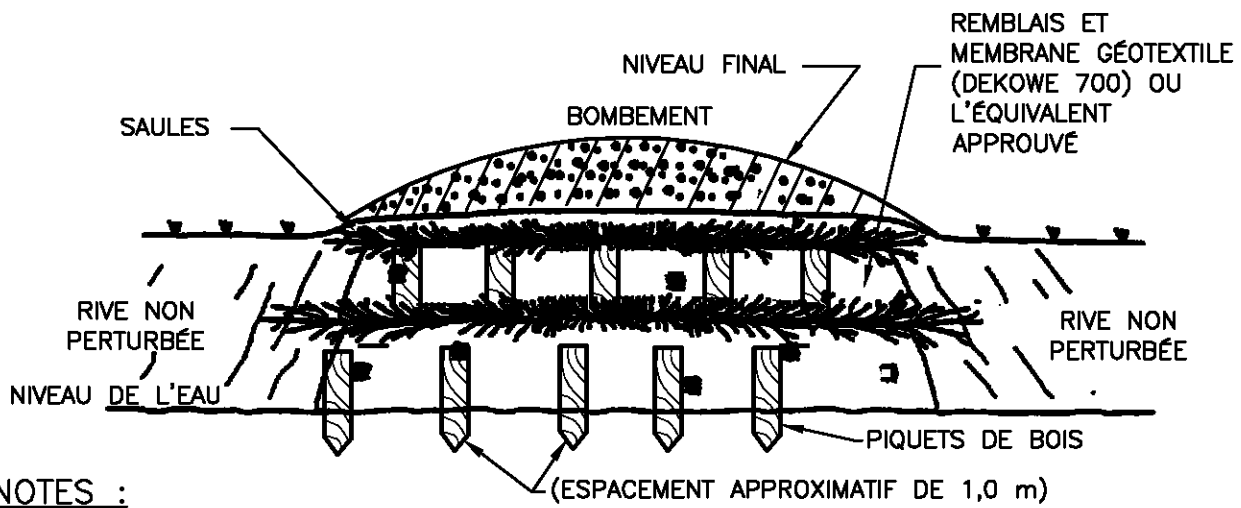 REMBLAIS ET
MEMBRANE GÉOTEXTILE
(DEKOWE 700) OU
L'ÉQUIVALENT
APPROUVÉ
NIVEAU FINAL
BOMBEMENT
SAULES
RIVE NON
PERTURBÉE
RIVE NON
PERTURBÉE
NIVEAU DE L'EAU
PIQUETS DE BOIS
(ESPACEMENT APPROXIMATIF DE 1,0 m)
NOTES :